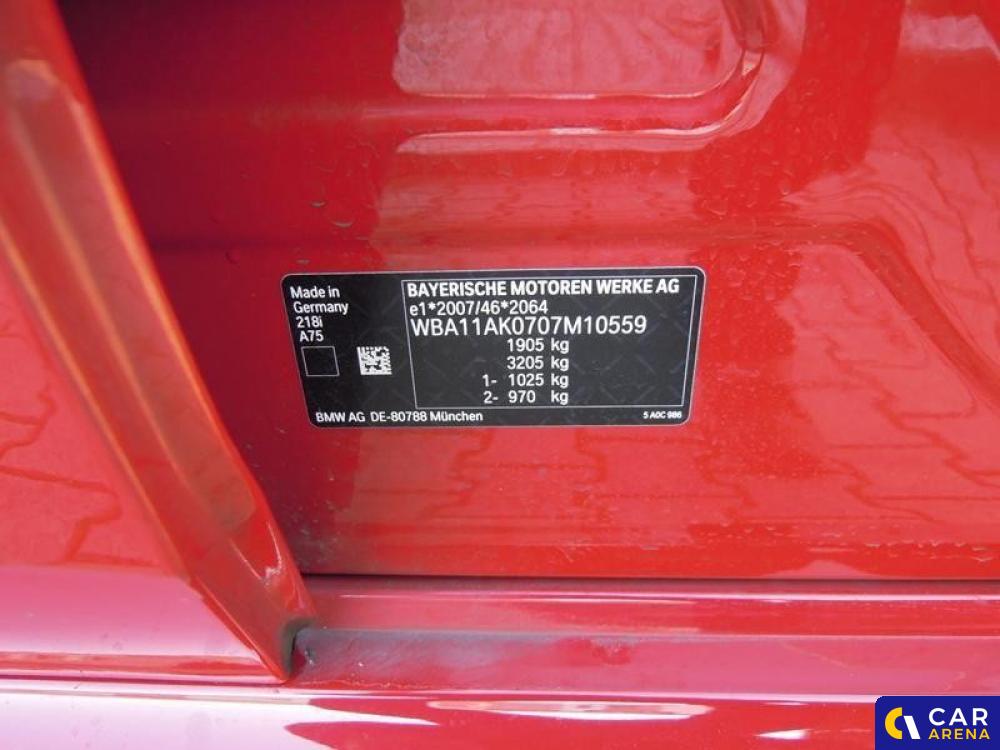 Made in
Germany
218i
A75
BAYERISCHE MOTOREN WERKE AG
e1*2007/46*2064
WBA11AK0707M10559
1905 kg
3205 kg
1- 1025 kg
2- 970 kg
BMW AG DE-80788 München
5 A0C 986
CAR
ARENA